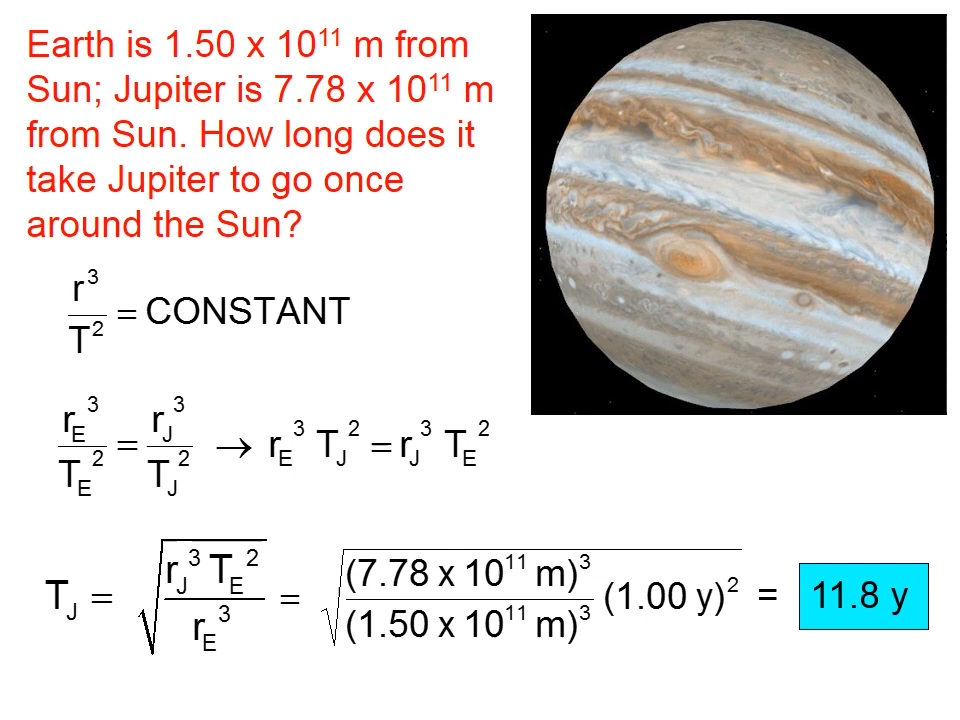 Earth is 1.50 x 10¹¹ m from
Sun; Jupiter is 7.78 x 10¹¹ m
from Sun. How long does it
take Jupiter to go once
around the Sun?
r³/T² = CONSTANT
r_E³/T_E² = r_J³/T_J² → r_E³ T_J² = r_J³ T_E²
T_J = √(r_J³ T_E²/r_E³) = √((7.78 x 10¹¹ m)³/(1.50 x 10¹¹ m)³ (1.00 y)²) = 11.8 y